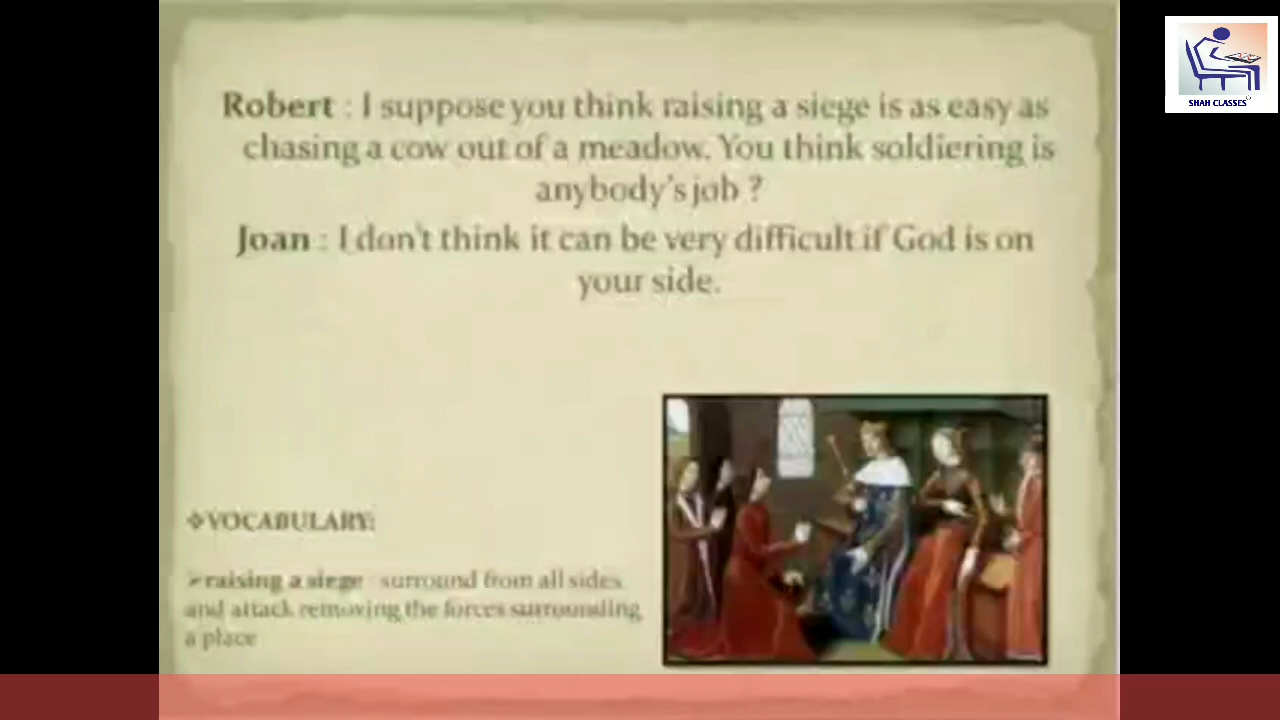 Robert : I suppose you think raising a siege is as easy as
chasing a cow out of a meadow. You think soldiering is
anybody's job ?
Joan : I don't think it can be very difficult if God is on
your side.
❖VOCABULARY:
➢raising a siege : surround from all sides
and attack removing the forces surrounding
a place
SHAH CLASSES